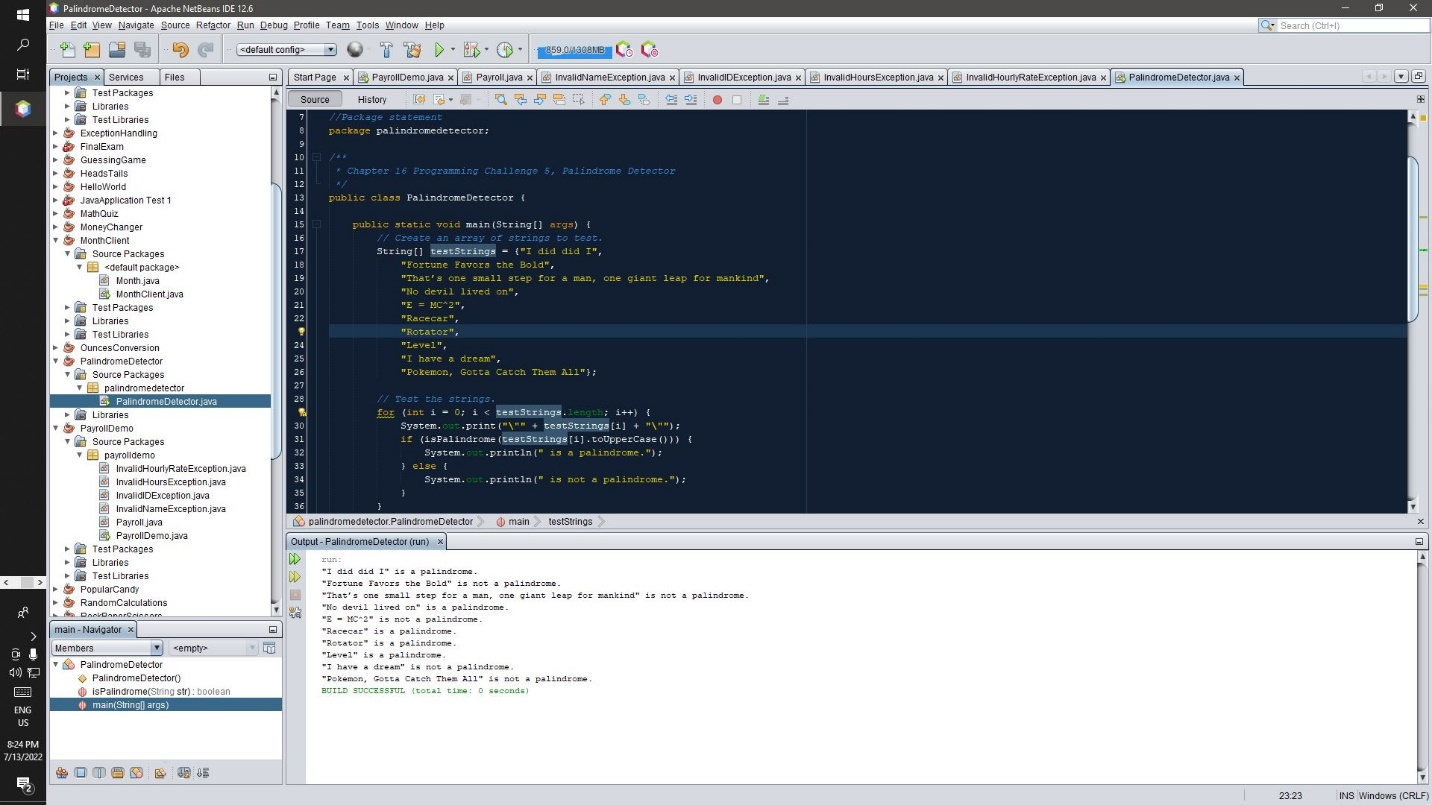 PalindromeDetector - Apache NetBeans IDE 12.6
File Edit View Navigate Source Refactor Run Debug Profile Team Tools Window Help
Search (Ctrl+I)
<default config>
859.0/1308MB
Projects Services Files
Start Page PayrollDemo.java Payroll.java InvalidNameException.java InvalidIDException.java InvalidHoursException.java InvalidHourlyRateException.java PalindromeDetector.java
Source History
Test Packages
Libraries
Test Libraries
ExceptionHandling
FinalExam
GuessingGame
HeadsTails
HelloWorld
JavaApplication Test 1
MathQuiz
MoneyChanger
MonthClient
Source Packages
<default package>
Month.java
MonthClient.java
Test Packages
Libraries
Test Libraries
OuncesConversion
PalindromeDetector
Source Packages
palindromedetector
PalindromeDetector.java
Libraries
PayrollDemo
Source Packages
payrolldemo
InvalidHourlyRateException.java
InvalidHoursException.java
InvalidIDException.java
InvalidNameException.java
Payroll.java
PayrollDemo.java
Test Packages
Libraries
Test Libraries
PopularCandy
RandomCalculations
RockPaperScissors
7 //Package statement
8 package palindromedetector;
9
10 /**
11 * Chapter 16 Programming Challenge 5, Palindrome Detector
12 */
13 public class PalindromeDetector {
14
15 public static void main(String[] args) {
16 // Create an array of strings to test.
17 String[] testStrings = {"I did did I",
18 "Fortune Favors the Bold",
19 "That's one small step for a man, one giant leap for mankind",
20 "No devil lived on",
21 "E = MC^2",
22 "Racecar",
"Rotator",
24 "Level",
25 "I have a dream",
26 "Pokemon, Gotta Catch Them All"};
27
28 // Test the strings.
for (int i = 0; i < testStrings.length; i++) {
30 System.out.print("\"" + testStrings[i] + "\"");
31 if (isPalindrome(testStrings[i].toUpperCase())) {
32 System.out.println(" is a palindrome.");
33 } else {
34 System.out.println(" is not a palindrome.");
35 }
36 }
palindromedetector.PalindromeDetector main testStrings
Output - PalindromeDetector (run)
run:
"I did did I" is a palindrome.
"Fortune Favors the Bold" is not a palindrome.
"That's one small step for a man, one giant leap for mankind" is not a palindrome.
"No devil lived on" is a palindrome.
"E = MC^2" is not a palindrome.
"Racecar" is a palindrome.
"Rotator" is a palindrome.
"Level" is a palindrome.
"I have a dream" is not a palindrome.
"Pokemon, Gotta Catch Them All" is not a palindrome.
BUILD SUCCESSFUL (total time: 0 seconds)
main - Navigator
Members <empty>
PalindromeDetector
PalindromeDetector()
isPalindrome(String str) : boolean
main(String[] args)
ENG
US
8:24 PM
7/13/2022
2
23:23 INS Windows (CRLF)